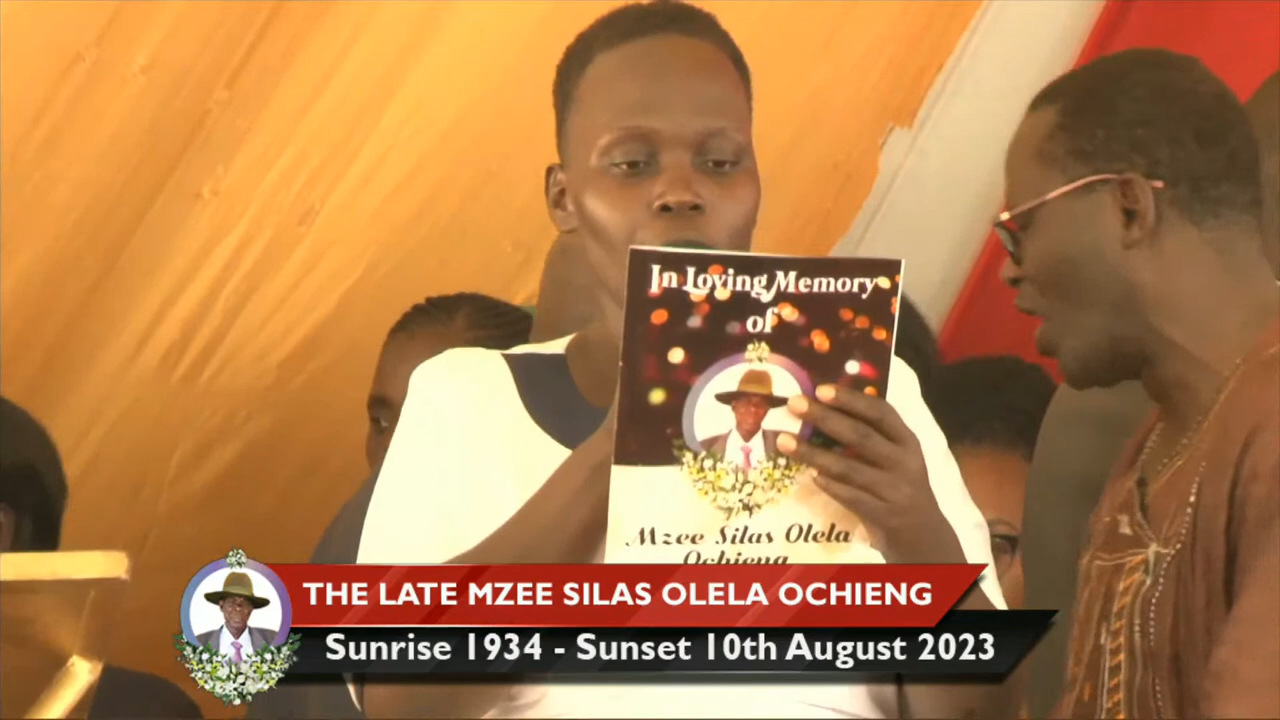 In Loving Memory
of
Mzee Silas Olela
Ochieng
THE LATE MZEE SILAS OLELA OCHIENG
Sunrise 1934 - Sunset 10th August 2023